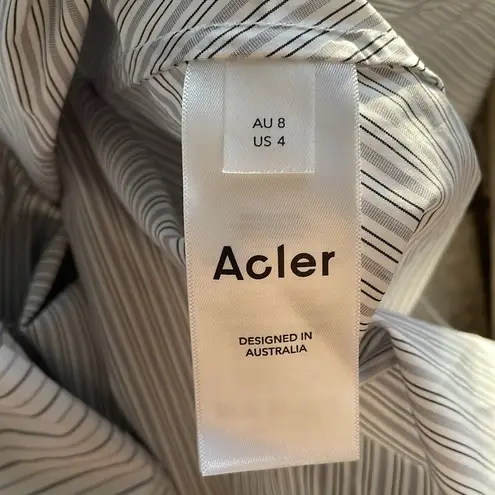 AU 8
US 4
Acler
DESIGNED IN
AUSTRALIA